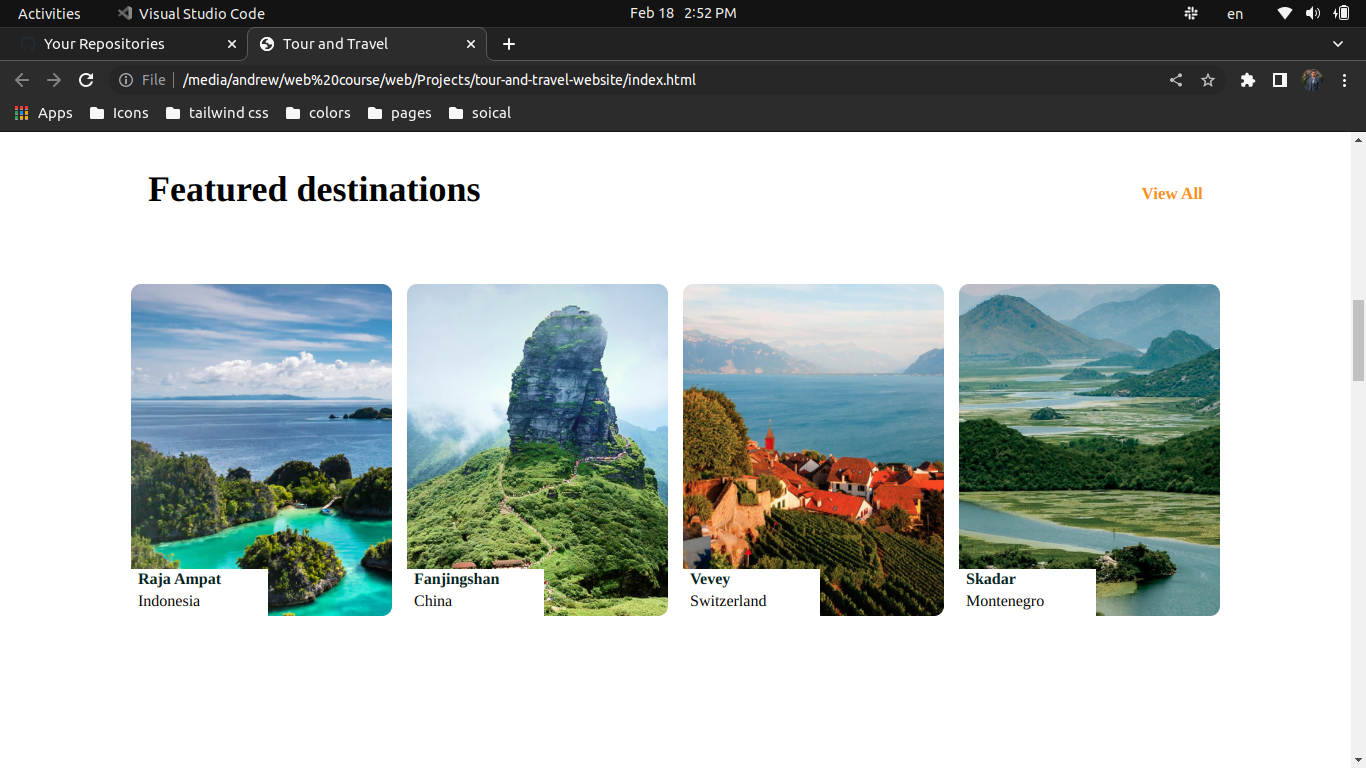 Activities Visual Studio Code Feb 18 2:52 PM en
Your Repositories Tour and Travel
File /media/andrew/web%20course/web/Projects/tour-and-travel-website/index.html
Apps Icons tailwind css colors pages soical
Featured destinations View All
Raja Ampat Fanjingshan Vevey Skadar
Indonesia China Switzerland Montenegro